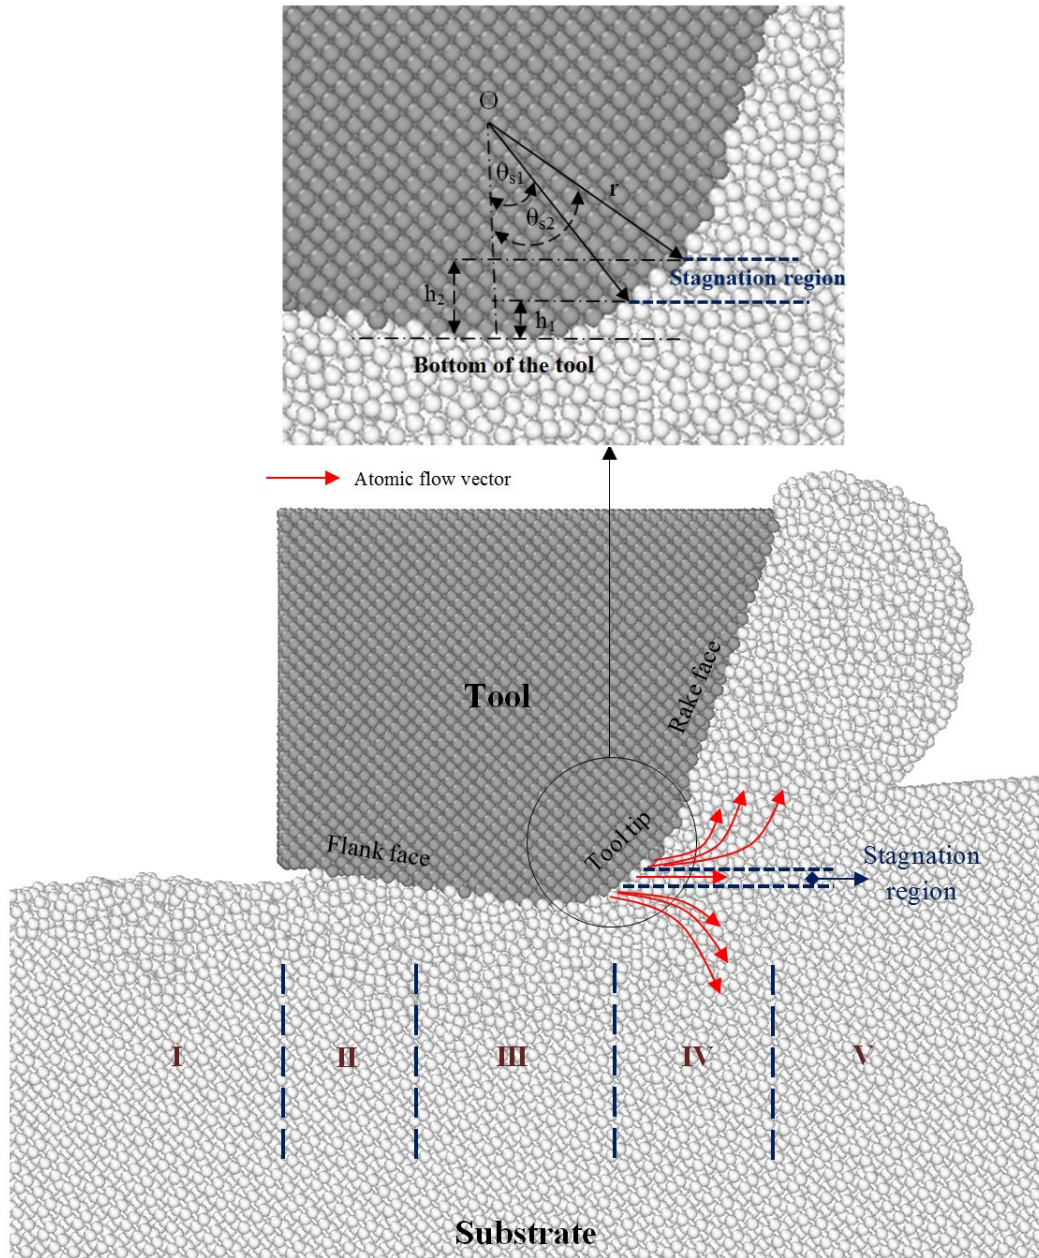 O
θs1
r
θs2
Stagnation region
h2
h1
Bottom of the tool
Atomic flow vector
Rake face
Tool
Tool tip
Flank face
Stagnation
region
I
II
III
IV
V
Substrate